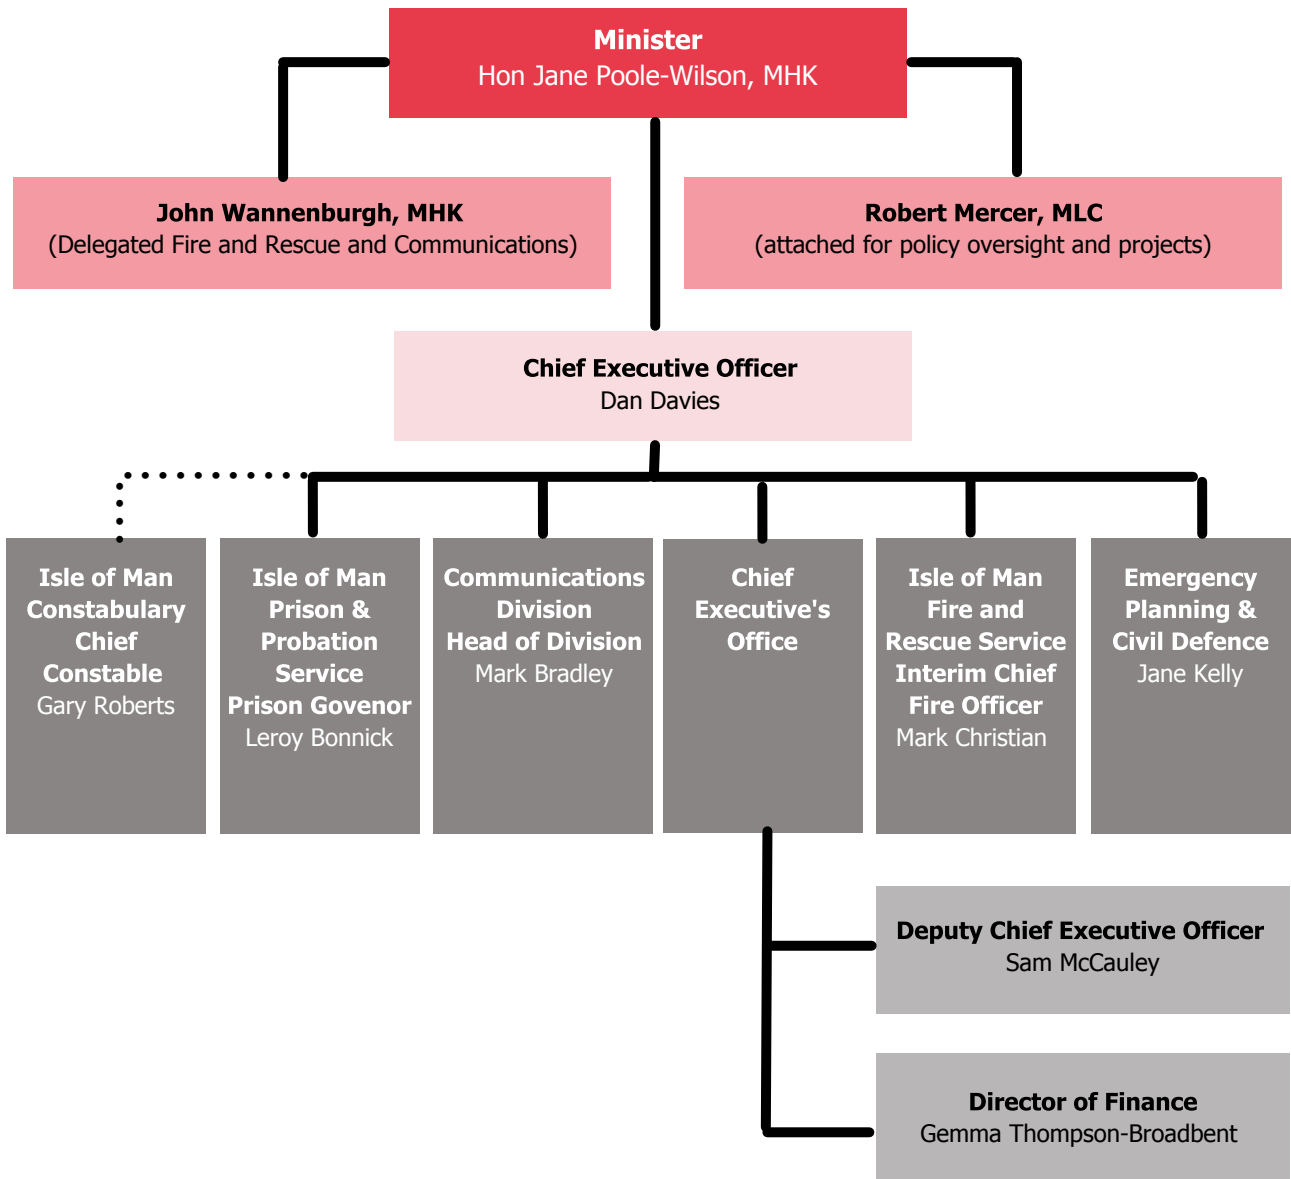 Minister
Hon Jane Poole-Wilson, MHK
John Wannenburgh, MHK
(Delegated Fire and Rescue and Communications)
Robert Mercer, MLC
(attached for policy oversight and projects)
Chief Executive Officer
Dan Davies
Isle of Man
Constabulary
Chief
Constable
Gary Roberts
Isle of Man
Prison &
Probation
Service
Prison Govenor
Leroy Bonnick
Communications
Division
Head of Division
Mark Bradley
Chief
Executive's
Office
Isle of Man
Fire and
Rescue Service
Interim Chief
Fire Officer
Mark Christian
Emergency
Planning &
Civil Defence
Jane Kelly
Deputy Chief Executive Officer
Sam McCauley
Director of Finance
Gemma Thompson-Broadbent